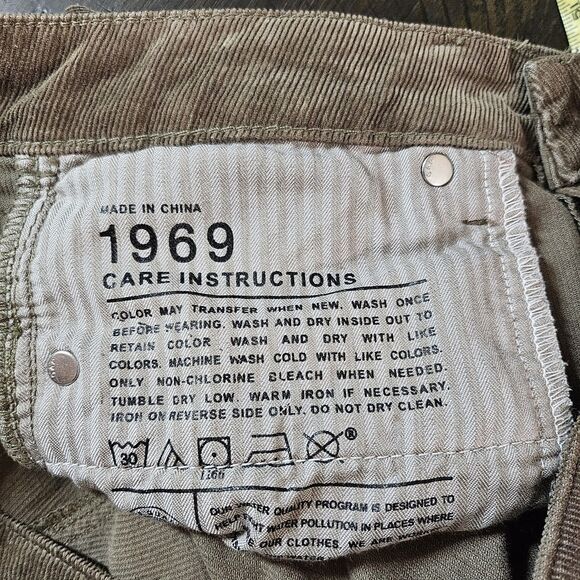 MADE IN CHINA
1969
CARE INSTRUCTIONS
COLOR MAY TRANSFER WHEN NEW. WASH ONCE
BEFORE WEARING. WASH AND DRY INSIDE OUT TO
RETAIN COLOR WASH AND DRY WITH LIKE
COLORS. MACHINE WASH COLD WITH LIKE COLORS.
ONLY NON-CHLORINE BLEACH WHEN NEEDED.
TUMBLE DRY LOW. WARM IRON IF NECESSARY.
IRON ON REVERSE SIDE ONLY. DO NOT DRY CLEAN.
30 ®
OUR WATER QUALITY PROGRAM IS DESIGNED TO
HELP WATER POLLUTION IN PLACES WHERE
OUR CLOTHES. WE ARE